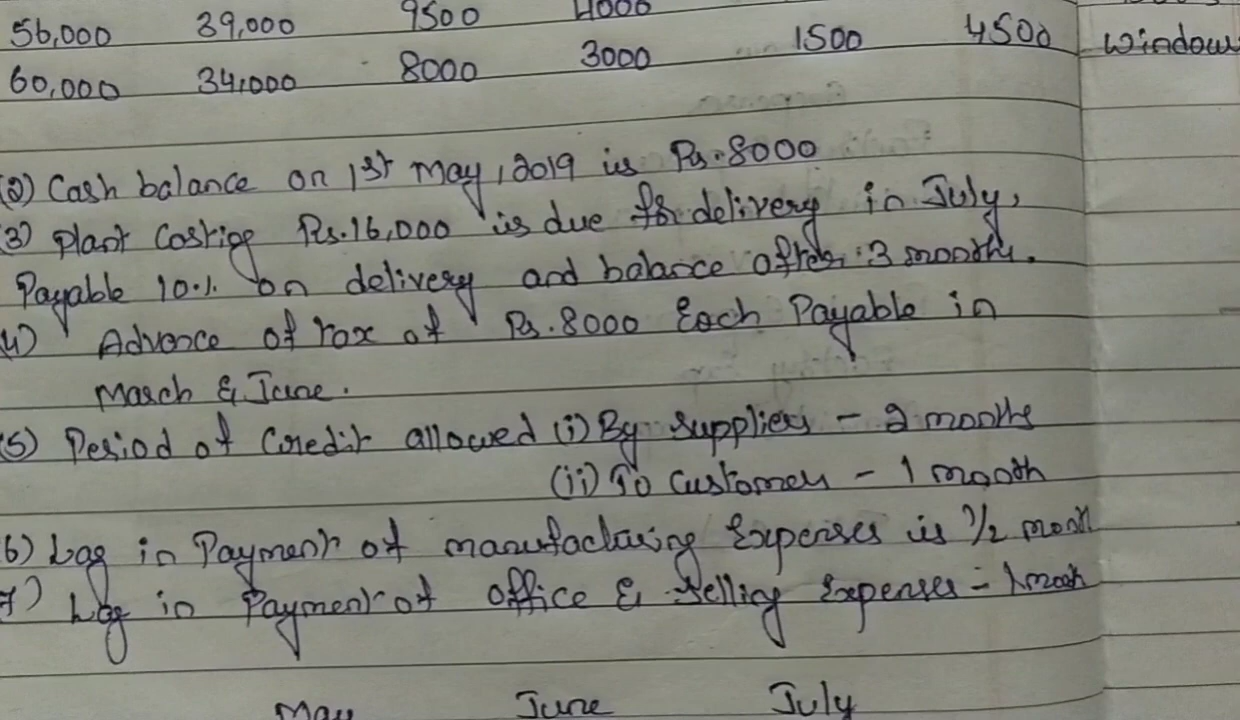 56,000 39,000 9500 4000
60,000 34,000 8000 3000 1500 4500 window
(2) Cash balance on 1st May, 2019 is Rs. 8000
(3) Plant Costing Rs. 16,000 is due for delivery in July,
Payable 10% on delivery and balance after 3 months.
(4) Advance of tax of Rs. 8000 Each Payable in
March & June.
(5) Period of Credit allowed (i) By Suppliers - 2 months
(ii) To Customers - 1 month
(6) Lag in Payment of manufacturing Expenses is 1/2 month
7) Lag in Payment of office & Selling Expenses - 1 month
May June July